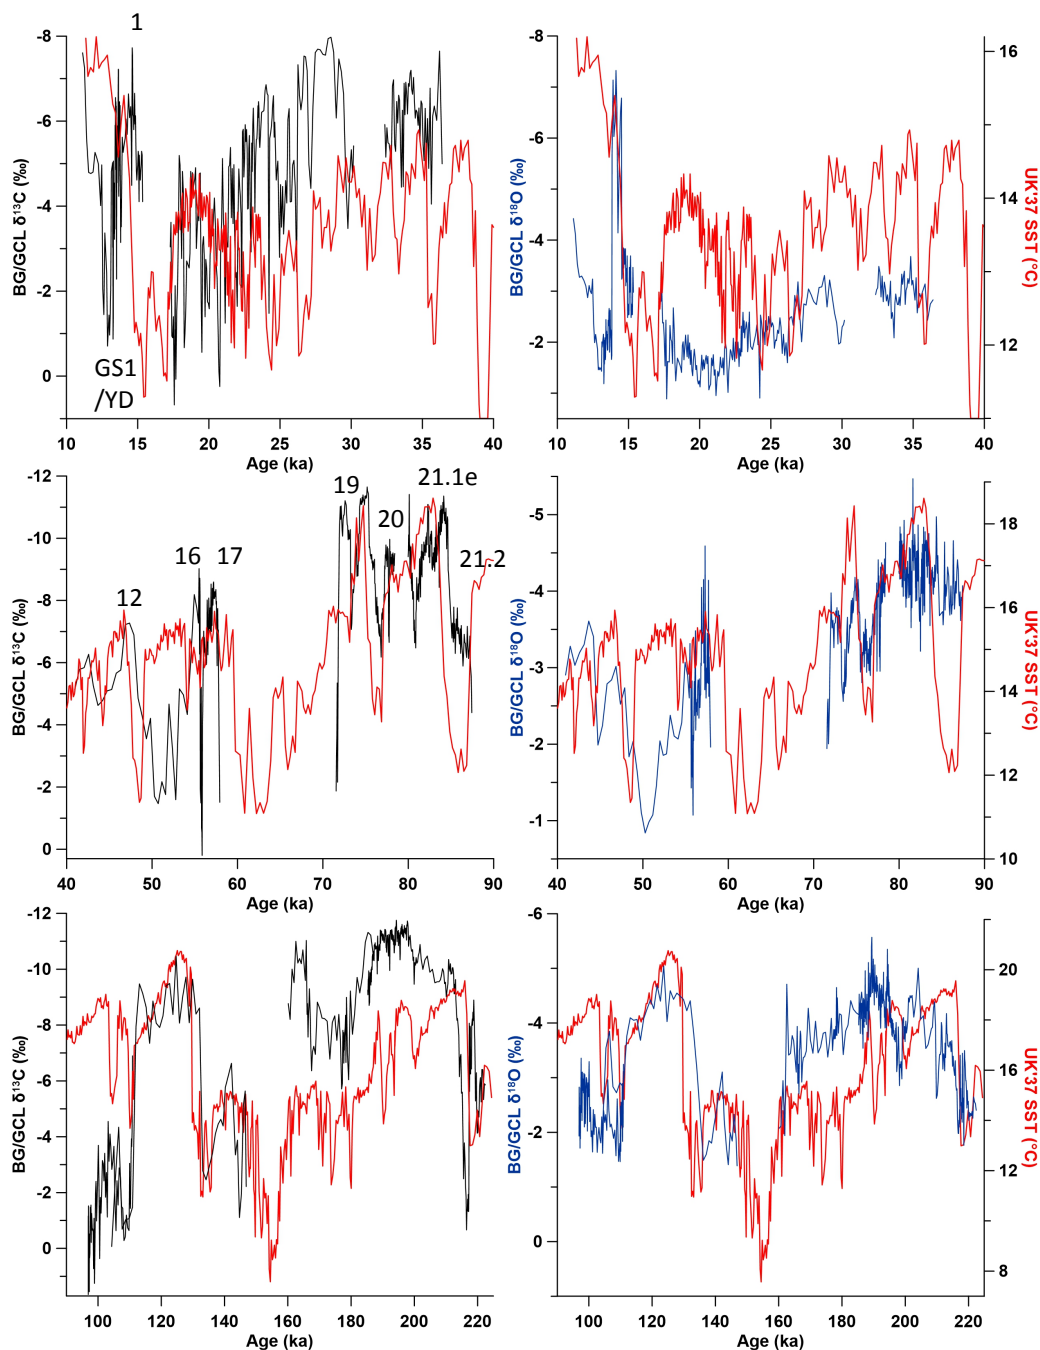 1
-8
-6
-4
-2
0
BG/GCL δ¹³C (‰)
GS1
/YD
10 15 20 25 30 35 40
Age (ka)
-8
-6
-4
-2
BG/GCL δ¹⁸O (‰)
16
14
12
UK'37 SST (°C)
10 15 20 25 30 35 40
Age (ka)
-12
-10
-8
-6
-4
-2
0
BG/GCL δ¹³C (‰)
12
16 17
19
20
21.1e
21.2
40 50 60 70 80 90
Age (ka)
-5
-4
-3
-2
-1
BG/GCL δ¹⁸O (‰)
18
16
14
12
10
UK'37 SST (°C)
40 50 60 70 80 90
Age (ka)
-12
-10
-8
-6
-4
-2
0
BG/GCL δ¹³C (‰)
100 120 140 160 180 200 220
Age (ka)
-6
-4
-2
0
BG/GCL δ¹⁸O (‰)
20
18
16
14
12
10
8
UK'37 SST (°C)
100 120 140 160 180 200 220
Age (ka)